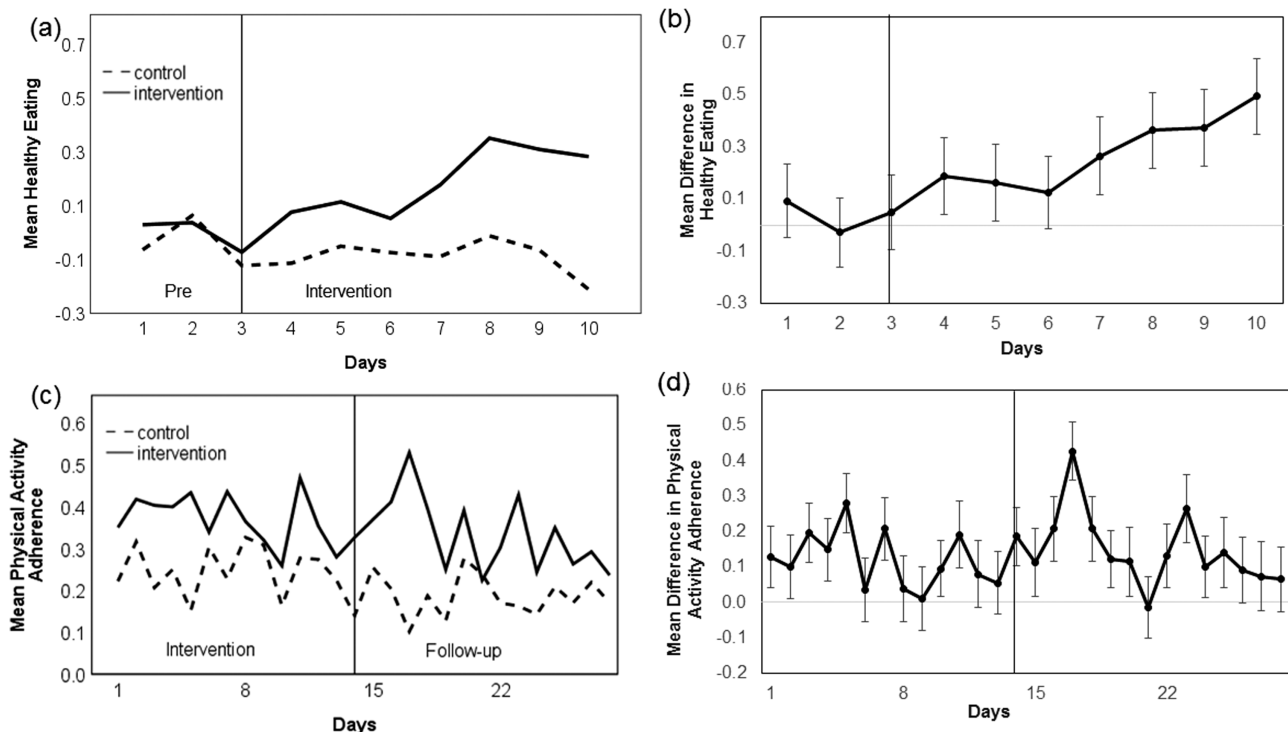 (a)
Mean Healthy Eating
0.7
0.5
0.3
0.1
-0.1
-0.3
control
intervention
Pre
Intervention
1 2 3 4 5 6 7 8 9 10
Days
(b)
Mean Difference in
Healthy Eating
0.7
0.5
0.3
0.1
-0.1
-0.3
1 2 3 4 5 6 7 8 9 10
Days
(c)
Mean Physical Activity
Adherence
0.6
0.5
0.4
0.3
0.2
0.1
0.0
control
intervention
Intervention
Follow-up
1 8 15 22
Days
(d)
Mean Difference in Physical
Activity Adherence
0.6
0.5
0.4
0.3
0.2
0.1
0.0
-0.1
-0.2
1 8 15 22
Days